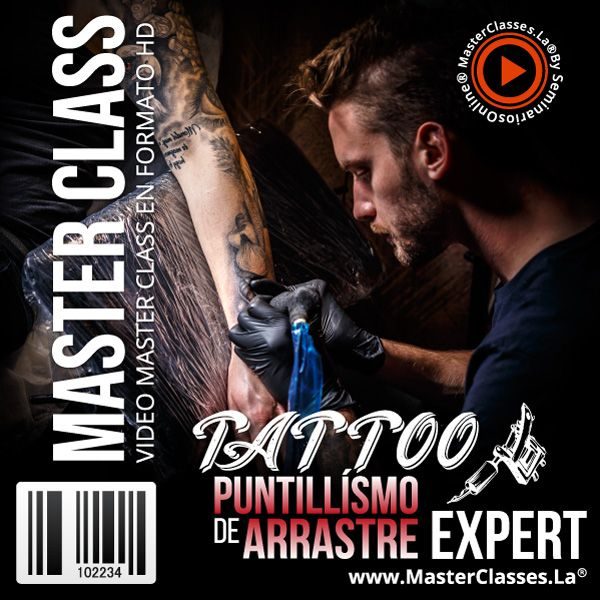 MASTER CLASS
VIDEO MASTER CLASS EN FORMATO HD
MasterClasses.La® By SeminariosOnline®
TATTOO
PUNTILLÍSMO
DE ARRASTRE EXPERT
102234
www.MasterClasses.La®